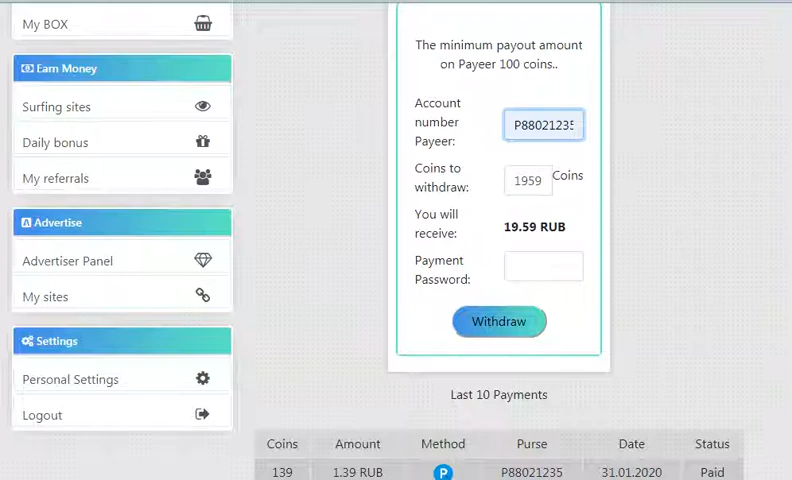 My BOX
Earn Money
Surfing sites
Daily bonus
My referrals
Advertise
Advertiser Panel
My sites
Settings
Personal Settings
Logout
The minimum payout amount
on Payeer 100 coins..
Account
number
Payeer:
P88021235
Coins to
withdraw:
1959 Coins
You will
receive:
19.59 RUB
Payment
Password:
Withdraw
Last 10 Payments
Coins Amount Method Purse Date Status
139 1.39 RUB P P88021235 31.01.2020 Paid